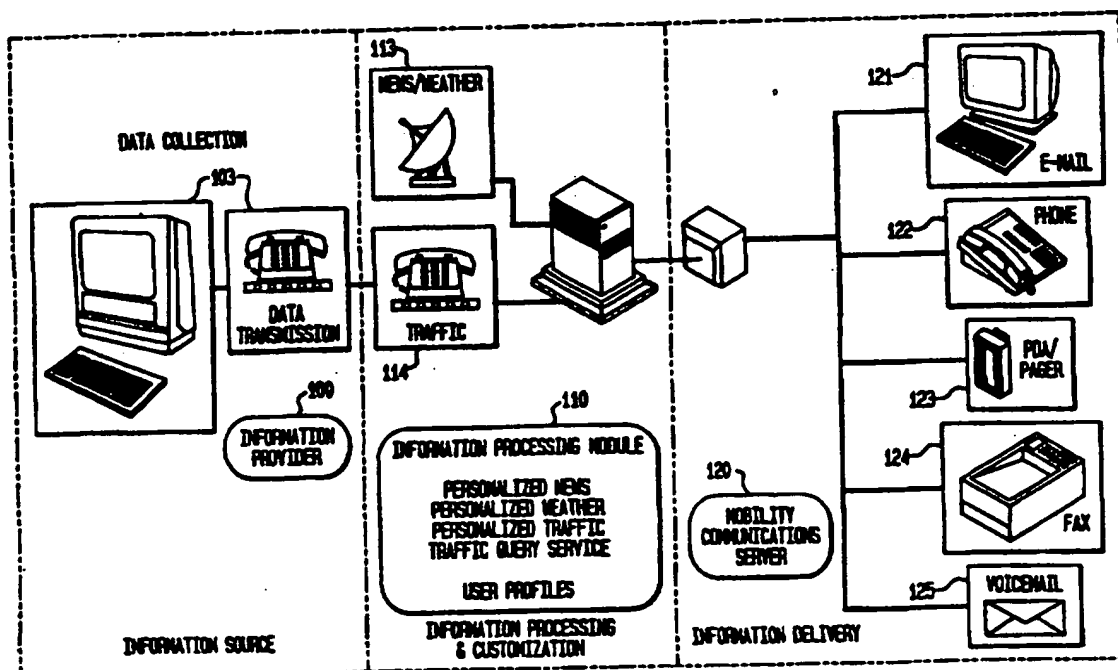 DATA COLLECTION
103
DATA
TRANSMISSION
100
INFORMATION
PROVIDER
INFORMATION SOURCE
113
NEWS/WEATHER
TRAFFIC
114
110
INFORMATION PROCESSING MODULE
PERSONALIZED NEWS
PERSONALIZED WEATHER
PERSONALIZED TRAFFIC
TRAFFIC QUERY SERVICE
USER PROFILES
INFORMATION PROCESSING
& CUSTOMIZATION
120
MOBILITY
COMMUNICATIONS
SERVER
INFORMATION DELIVERY
121
E-MAIL
122
PHONE
PDA/
PAGER
123
124
FAX
125
VOICEMAIL